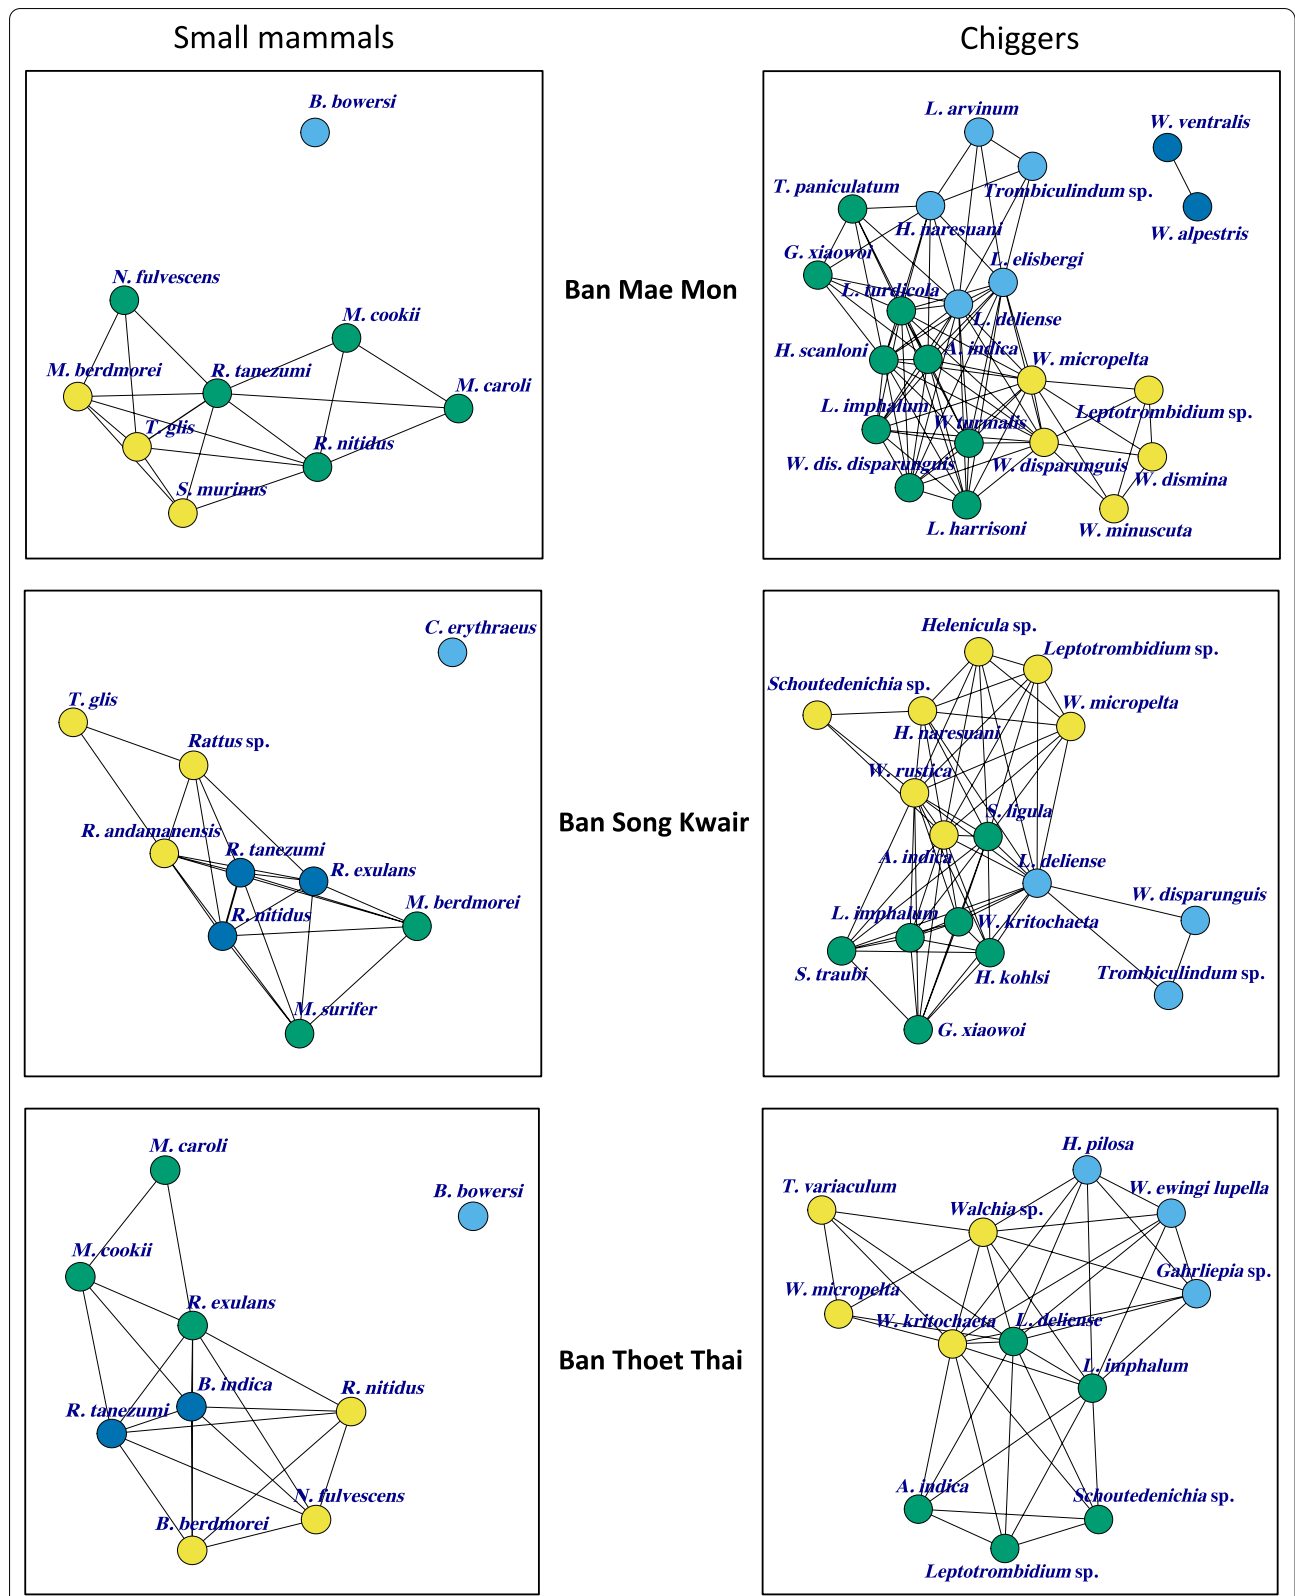 Small mammals
Chiggers
B. bowersi
N. fulvescens
M. cookii
M. berdmorei
R. tanezumi
M. caroli
T. glis
R. nitidus
S. murinus
Ban Mae Mon
L. arvinum
W. ventralis
T. paniculatum
Trombiculindum sp.
H. naresuani
W. alpestris
G. xiaowoi
L. elisbergi
L. turdicola
L. deliense
H. scanloni
A. indica
W. micropelta
L. imphalum
Leptotrombidium sp.
W turmalis
W. dis. disparunguis
W. disparunguis
W. dismina
L. harrisoni
W. minuscuta
C. erythraeus
T. glis
Rattus sp.
R. andamanensis
R. tanezumi
R. exulans
M. berdmorei
R. nitidus
M. surifer
Ban Song Kwair
Helenicula sp.
Leptotrombidium sp.
Schoutedenichia sp.
W. micropelta
H. naresuani
W. rustica
S. ligula
A. indica
L. deliense
W. disparunguis
L. imphalum
W. kritochaeta
S. traubi
H. kohlsi
Trombiculindum sp.
G. xiaowoi
M. caroli
B. bowersi
M. cookii
R. exulans
B. indica
R. nitidus
R. tanezumi
N. fulvescens
B. berdmorei
Ban Thoet Thai
H. pilosa
T. variaculum
W. ewingi lupella
Walchia sp.
Gahrliepia sp.
W. micropelta
W. kritochaeta
L. deliense
L. imphalum
A. indica
Schoutedenichia sp.
Leptotrombidium sp.